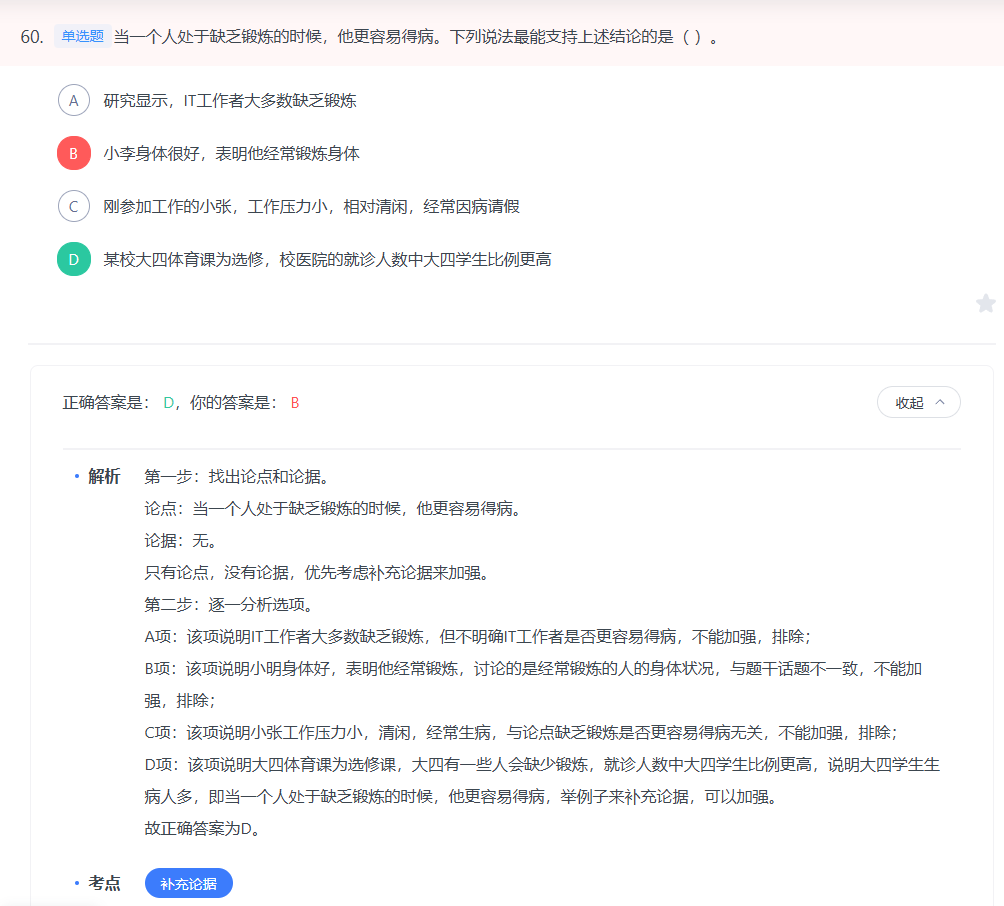 60. 单选题 当一个人处于缺乏锻炼的时候，他更容易得病。下列说法最能支持上述结论的是（ ）。
A 研究显示，IT工作者大多数缺乏锻炼
B 小李身体很好，表明他经常锻炼身体
C 刚参加工作的小张，工作压力小，相对清闲，经常因病请假
D 某校大四体育课为选修，校医院的就诊人数中大四学生比例更高
正确答案是： D，你的答案是： B 收起
解析 第一步：找出论点和论据。
论点：当一个人处于缺乏锻炼的时候，他更容易得病。
论据：无。
只有论点，没有论据，优先考虑补充论据来加强。
第二步：逐一分析选项。
A项：该项说明IT工作者大多数缺乏锻炼，但不明确IT工作者是否更容易得病，不能加强，排除；
B项：该项说明小明身体好，表明他经常锻炼，讨论的是经常锻炼的人的身体状况，与题干话题不一致，不能加
强，排除；
C项：该项说明小张工作压力小，清闲，经常生病，与论点缺乏锻炼是否更容易得病无关，不能加强，排除；
D项：该项说明大四体育课为选修课，大四有一些人会缺少锻炼，就诊人数中大四学生比例更高，说明大四学生生
病人多，即当一个人处于缺乏锻炼的时候，他更容易得病，举例子来补充论据，可以加强。
故正确答案为D。
考点 补充论据